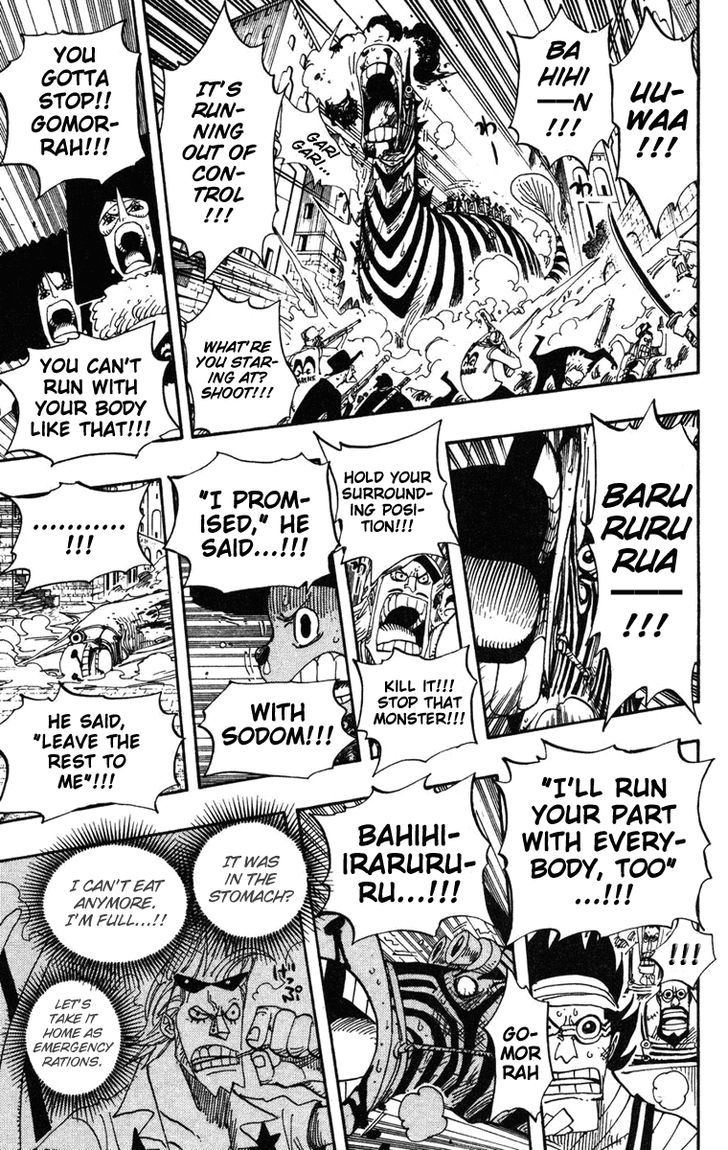 UU-
WAA
!!!
BA
HIHI
——N
!!!
わ
ー
わ
ー
GARI
GARI...
IT'S
RUN-
NING
OUT OF
CON-
TROL
!!!
WHAT'RE
YOU STAR-
ING AT?
SHOOT!!!
YOU
GOTTA
STOP!!
GOMOR-
RAH!!!
YOU CAN'T
RUN WITH
YOUR BODY
LIKE THAT!!!
BARU
RURU
RUA
———
!!!
HOLD YOUR
SURROUND-
ING POSI-
TION!!!
KILL IT!!!
STOP THAT
MONSTER!!!
"I PROM-
ISED," HE
SAID...!!!
WITH
SODOM!!!
............
!!!
HE SAID,
"LEAVE THE
REST TO
ME"!!!
"I'LL RUN
YOUR PART
WITH EVERY-
BODY, TOO"
...!!!
!!!
GO-
MOR
RAH
BAHIHI-
IRARURU-
RU...!!!
IT WAS
IN THE
STOMACH?
I CAN'T EAT
ANYMORE.
I'M FULL...!!
LET'S
TAKE IT
HOME AS
EMERGENCY
RATIONS.